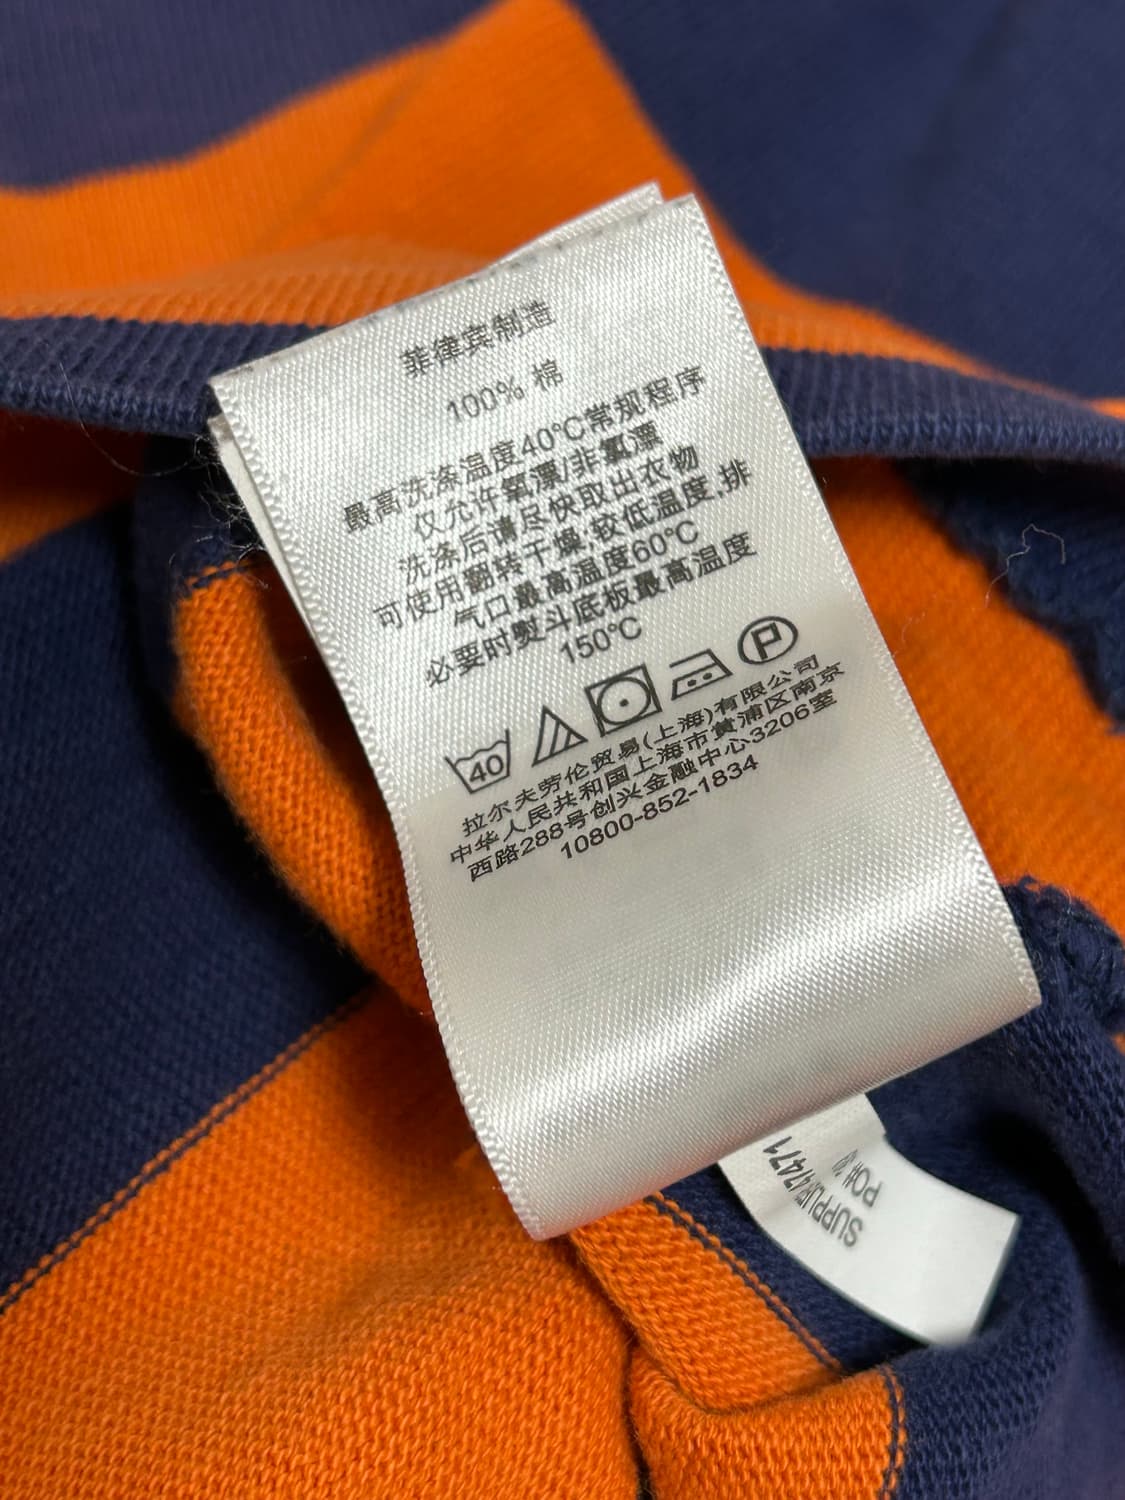 菲律宾制造
100% 棉
最高洗涤温度40°C常规程序
仅允许氧漂/非氯漂
洗涤后请尽快取出衣物
可使用翻转干燥,较低温度,排
气口最高温度60°C
必要时熨斗底板最高温度
150°C
40
P
拉尔夫劳伦贸易(上海)有限公司
中华人民共和国上海市黄浦区南京
西路288号创兴金融中心3206室
10800-852-1834
PO#